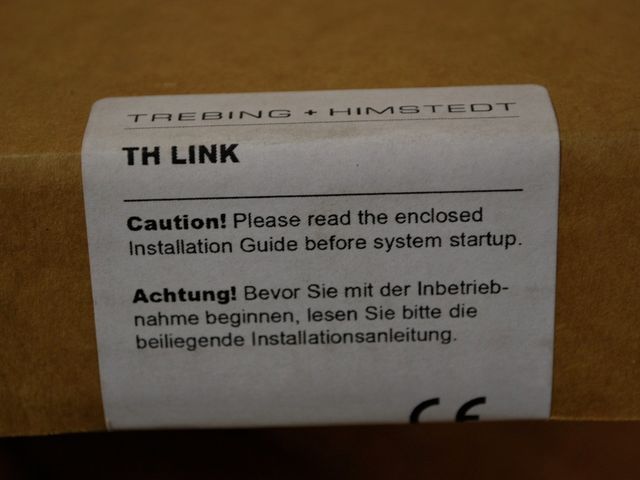 TREBING + HIMSTEDT
TH LINK
Caution! Please read the enclosed
Installation Guide before system startup.
Achtung! Bevor Sie mit der Inbetrieb-
nahme beginnen, lesen Sie bitte die
beiliegende Installationsanleitung.
CE